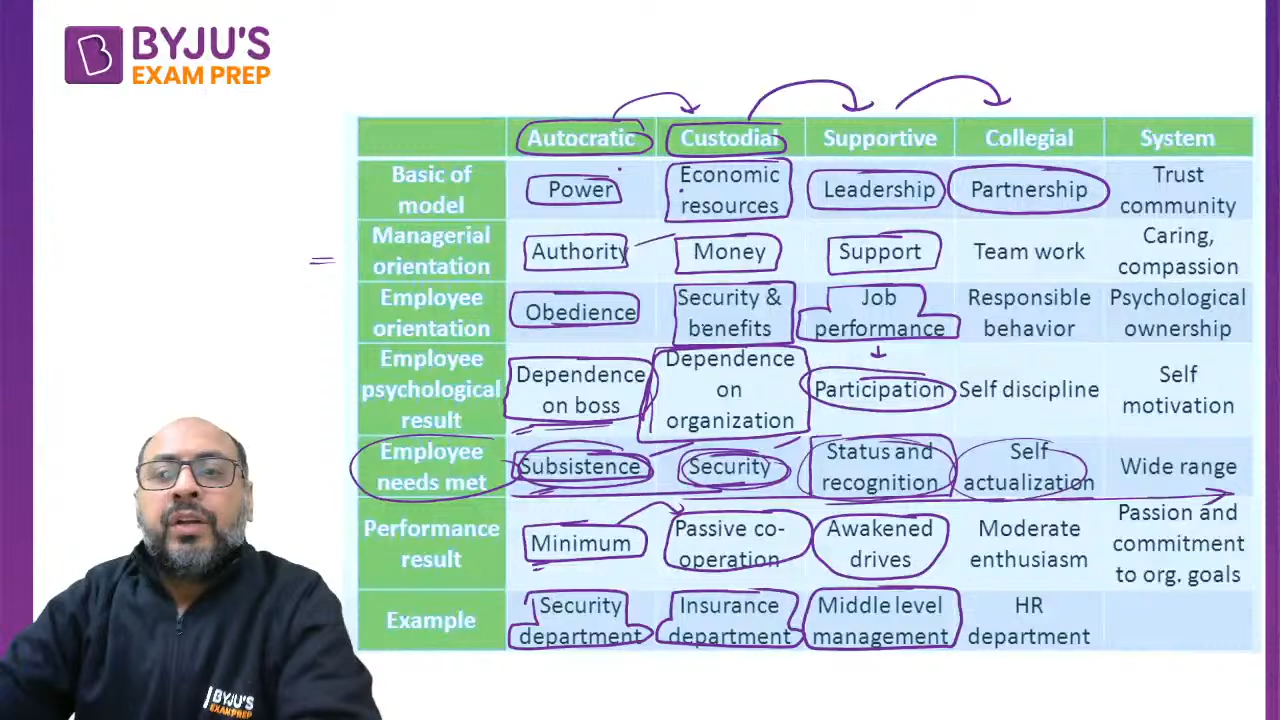 BYJU'S
EXAM PREP
Autocratic Custodial Supportive Collegial System
Basic of model Power Economic resources Leadership Partnership Trust community
Managerial orientation Authority Money Support Team work Caring, compassion
Employee orientation Obedience Security & benefits Job performance Responsible behavior Psychological ownership
Employee psychological result Dependence on boss Dependence on organization Participation Self discipline Self motivation
Employee needs met Subsistence Security Status and recognition Self actualization Wide range
Performance result Minimum Passive co-operation Awakened drives Moderate enthusiasm Passion and commitment to org. goals
Example Security department Insurance department Middle level management HR department
BYJU'S
EXAM PREP